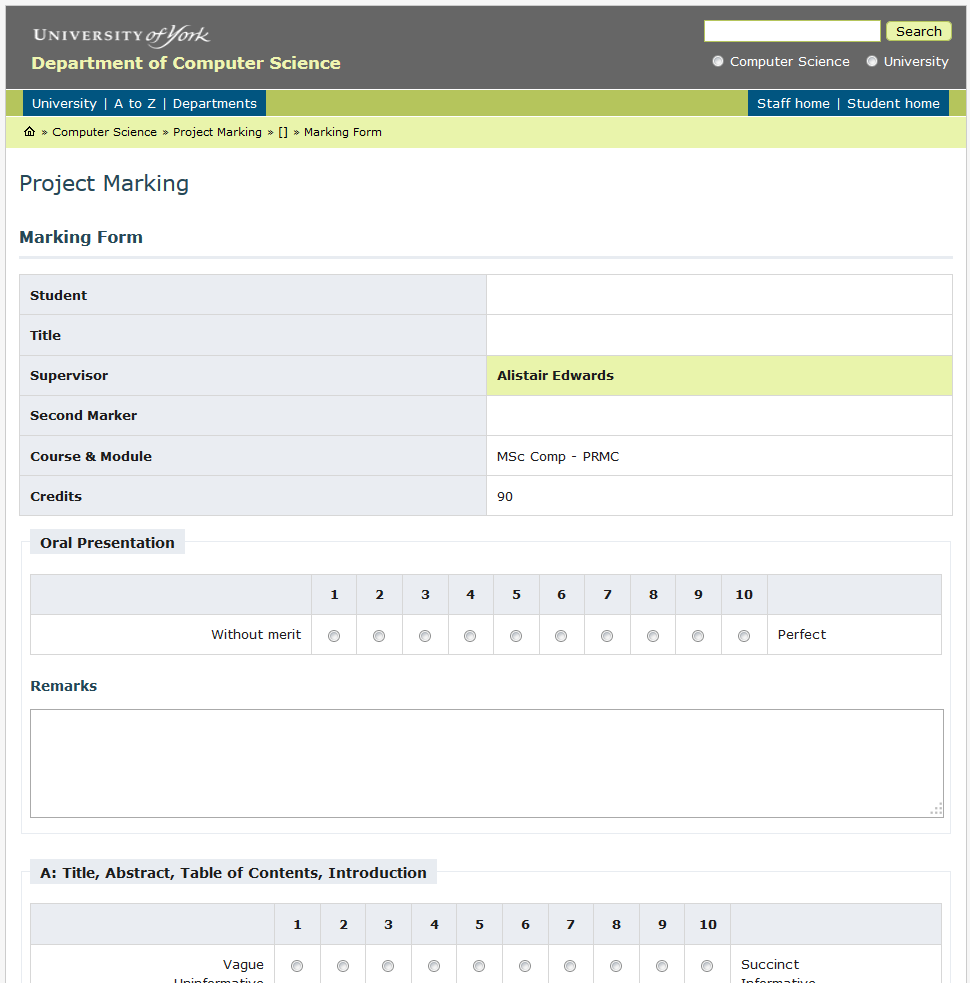 UNIVERSITY of York
Search
Department of Computer Science
Computer Science University
University | A to Z | Departments Staff home | Student home
» Computer Science » Project Marking » [] » Marking Form
Project Marking
Marking Form
Student
Title
Supervisor Alistair Edwards
Second Marker
Course & Module MSc Comp - PRMC
Credits 90
Oral Presentation
1 2 3 4 5 6 7 8 9 10
Without merit Perfect
Remarks
A: Title, Abstract, Table of Contents, Introduction
1 2 3 4 5 6 7 8 9 10
Vague Succinct
Uninformative Informative